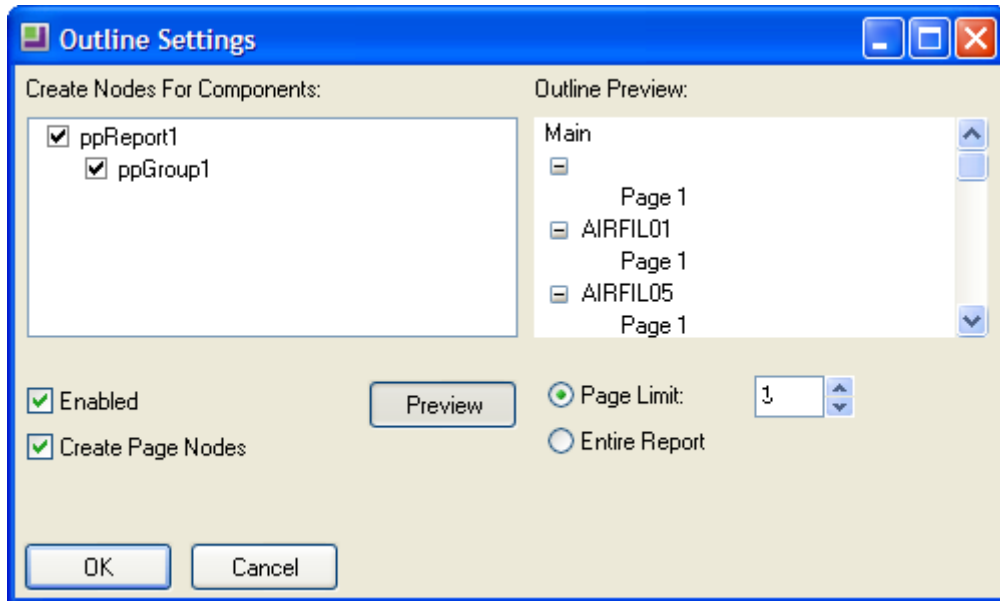 Outline Settings
Create Nodes For Components:
ppReport1
ppGroup1
Outline Preview:
Main
Page 1
AIRFIL01
Page 1
AIRFIL05
Page 1
Enabled
Create Page Nodes
Preview
Page Limit: 1
Entire Report
OK
Cancel